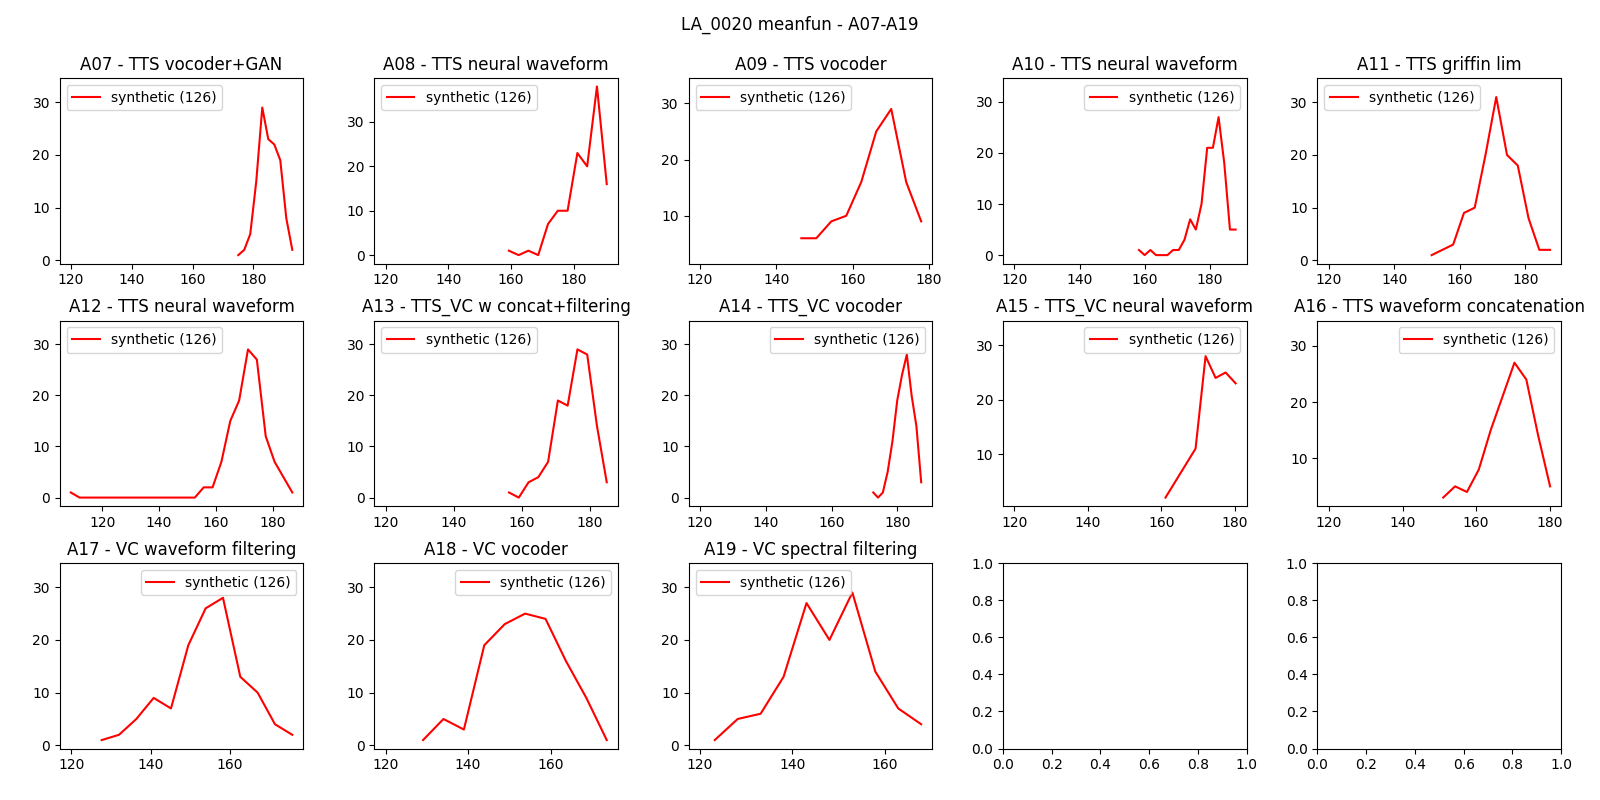 LA_0020 meanfun - A07-A19
A07 - TTS vocoder+GAN
synthetic (126)
30
20
10
0
120 140 160 180
A08 - TTS neural waveform
synthetic (126)
30
20
10
0
120 140 160 180
A09 - TTS vocoder
synthetic (126)
30
20
10
120 140 160 180
A10 - TTS neural waveform
synthetic (126)
30
20
10
0
120 140 160 180
A11 - TTS griffin lim
synthetic (126)
30
20
10
0
120 140 160 180
A12 - TTS neural waveform
synthetic (126)
30
20
10
0
120 140 160 180
A13 - TTS_VC w concat+filtering
synthetic (126)
30
20
10
0
120 140 160 180
A14 - TTS_VC vocoder
synthetic (126)
30
20
10
0
120 140 160 180
A15 - TTS_VC neural waveform
synthetic (126)
30
20
10
120 140 160 180
A16 - TTS waveform concatenation
synthetic (126)
30
20
10
120 140 160 180
A17 - VC waveform filtering
synthetic (126)
30
20
10
0
120 140 160
A18 - VC vocoder
synthetic (126)
30
20
10
0
120 140 160
A19 - VC spectral filtering
synthetic (126)
30
20
10
0
120 140 160
1.0
0.8
0.6
0.4
0.2
0.0
0.0 0.2 0.4 0.6 0.8 1.0
1.0
0.8
0.6
0.4
0.2
0.0
0.0 0.2 0.4 0.6 0.8 1.0